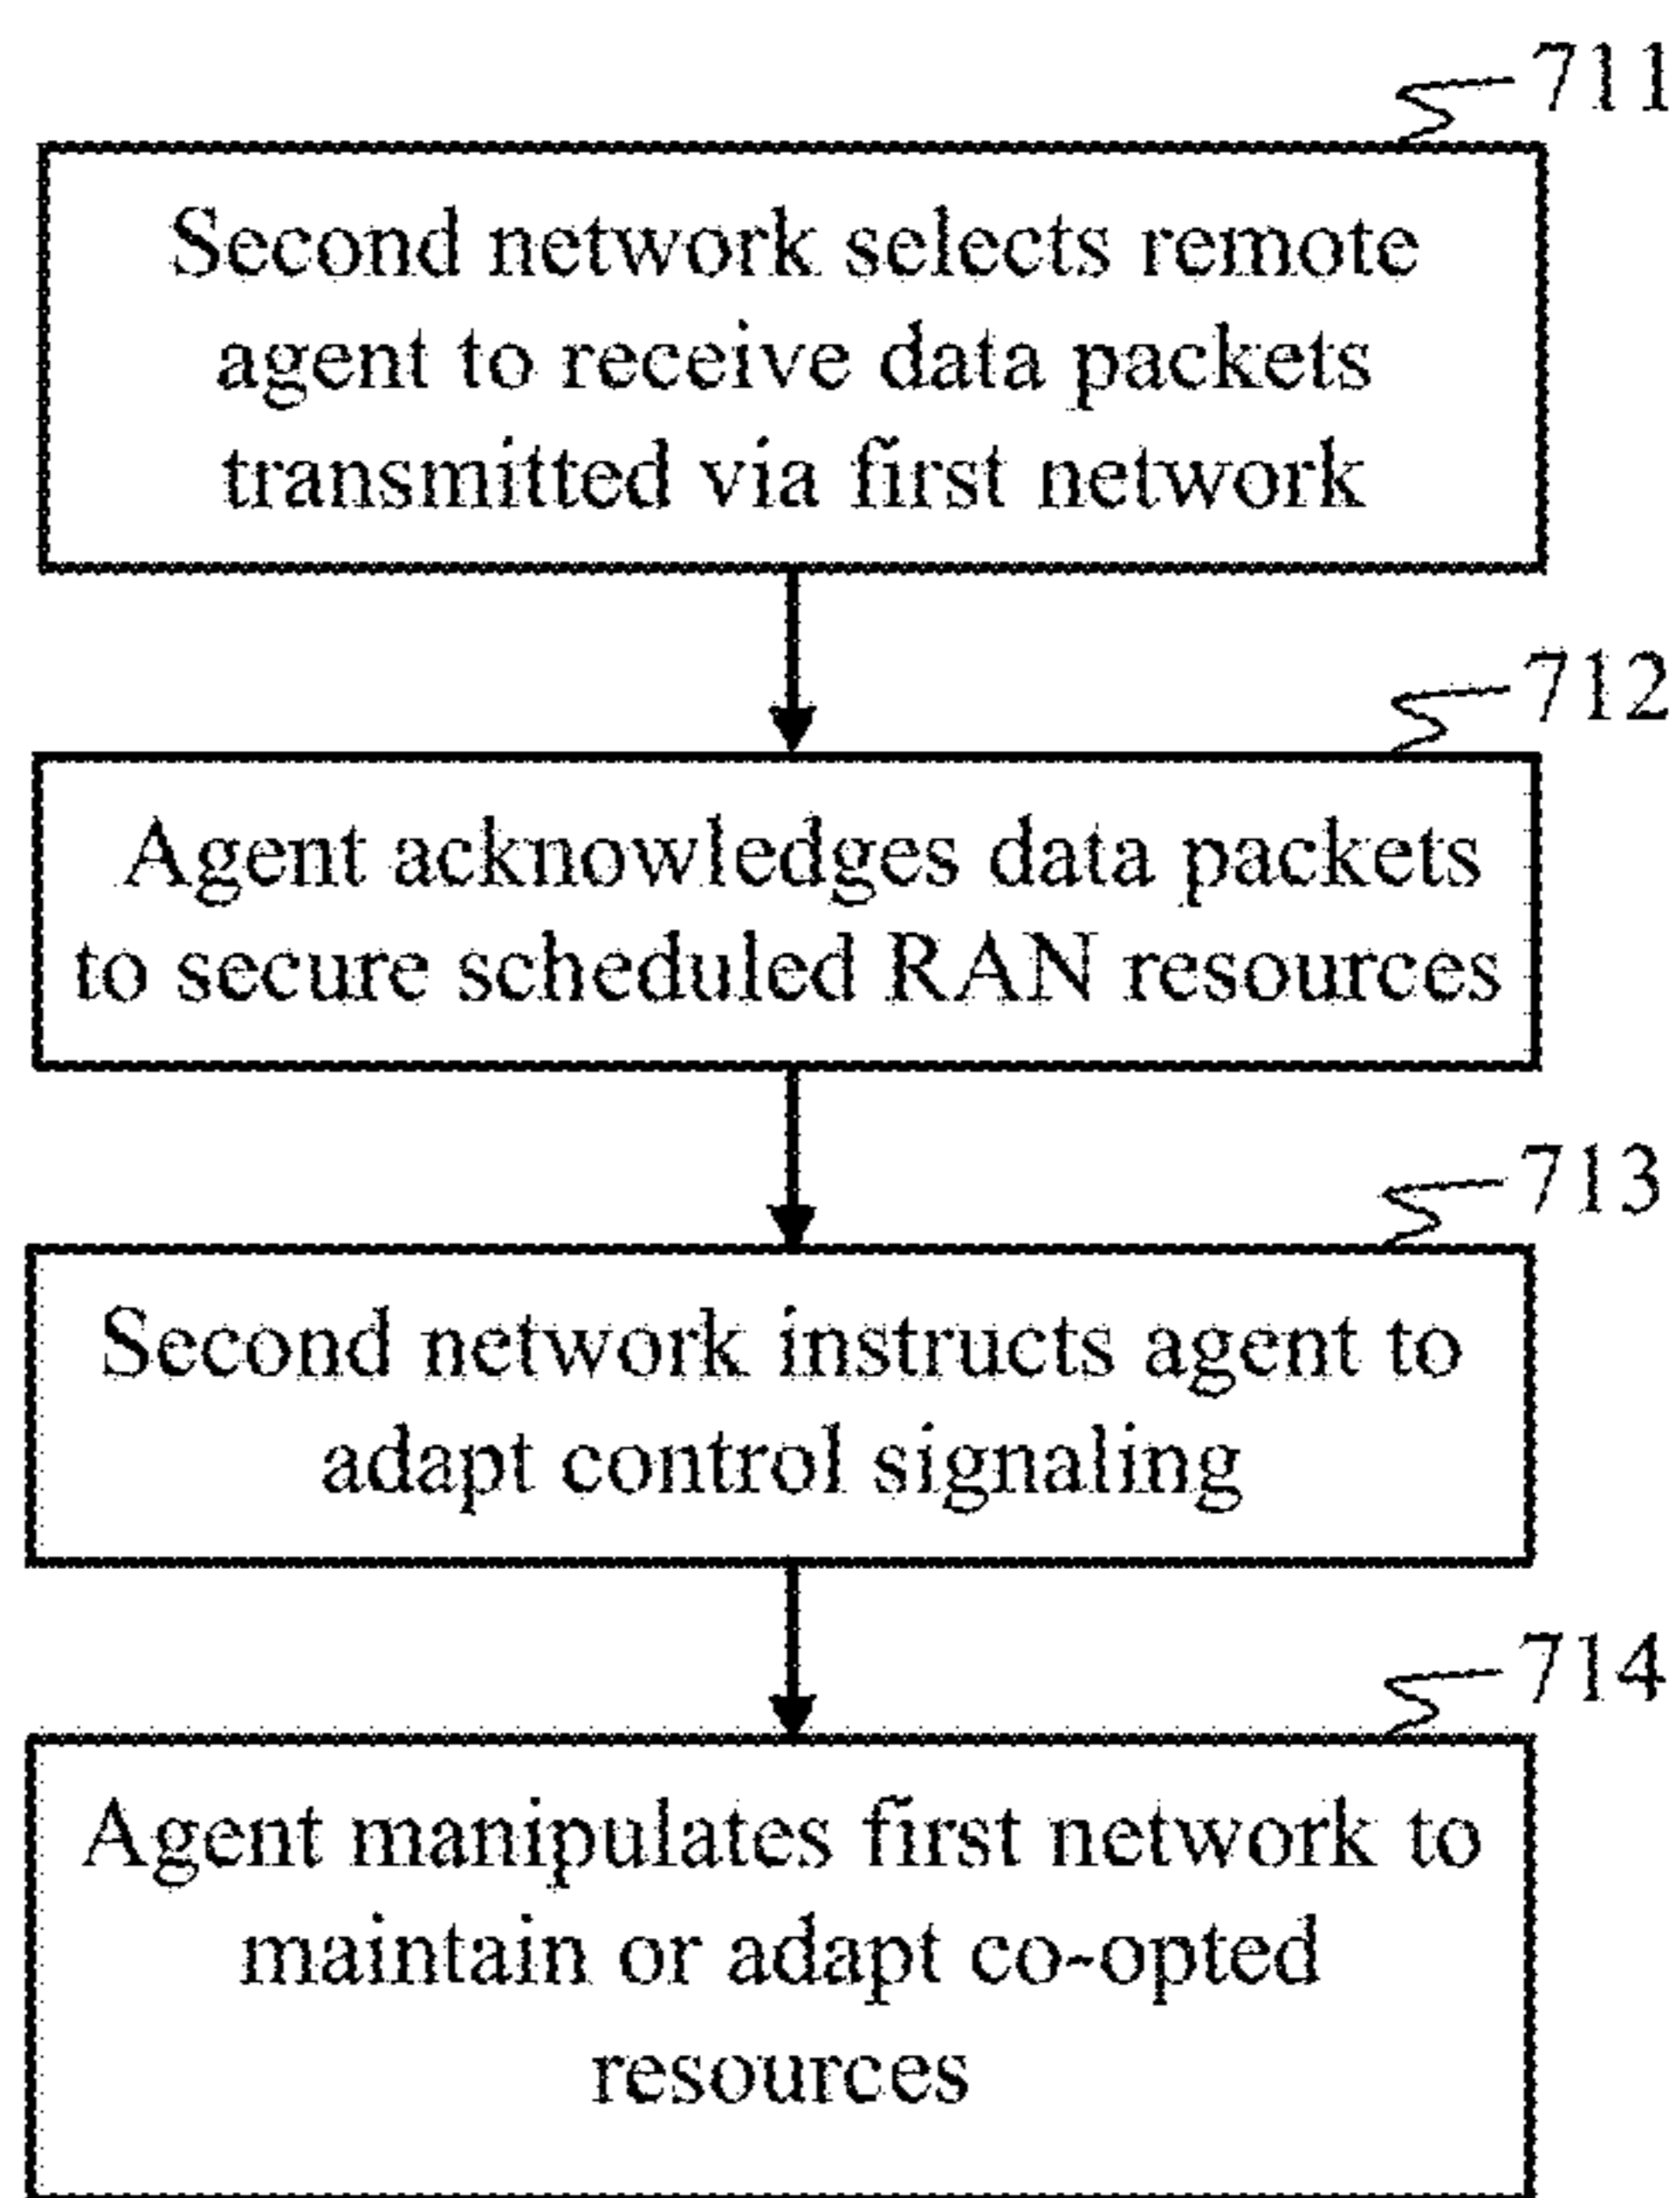 711
Second network selects remote
agent to receive data packets
transmitted via first network
712
Agent acknowledges data packets
to secure scheduled RAN resources
713
Second network instructs agent to
adapt control signaling
714
Agent manipulates first network to
maintain or adapt co-opted
resources